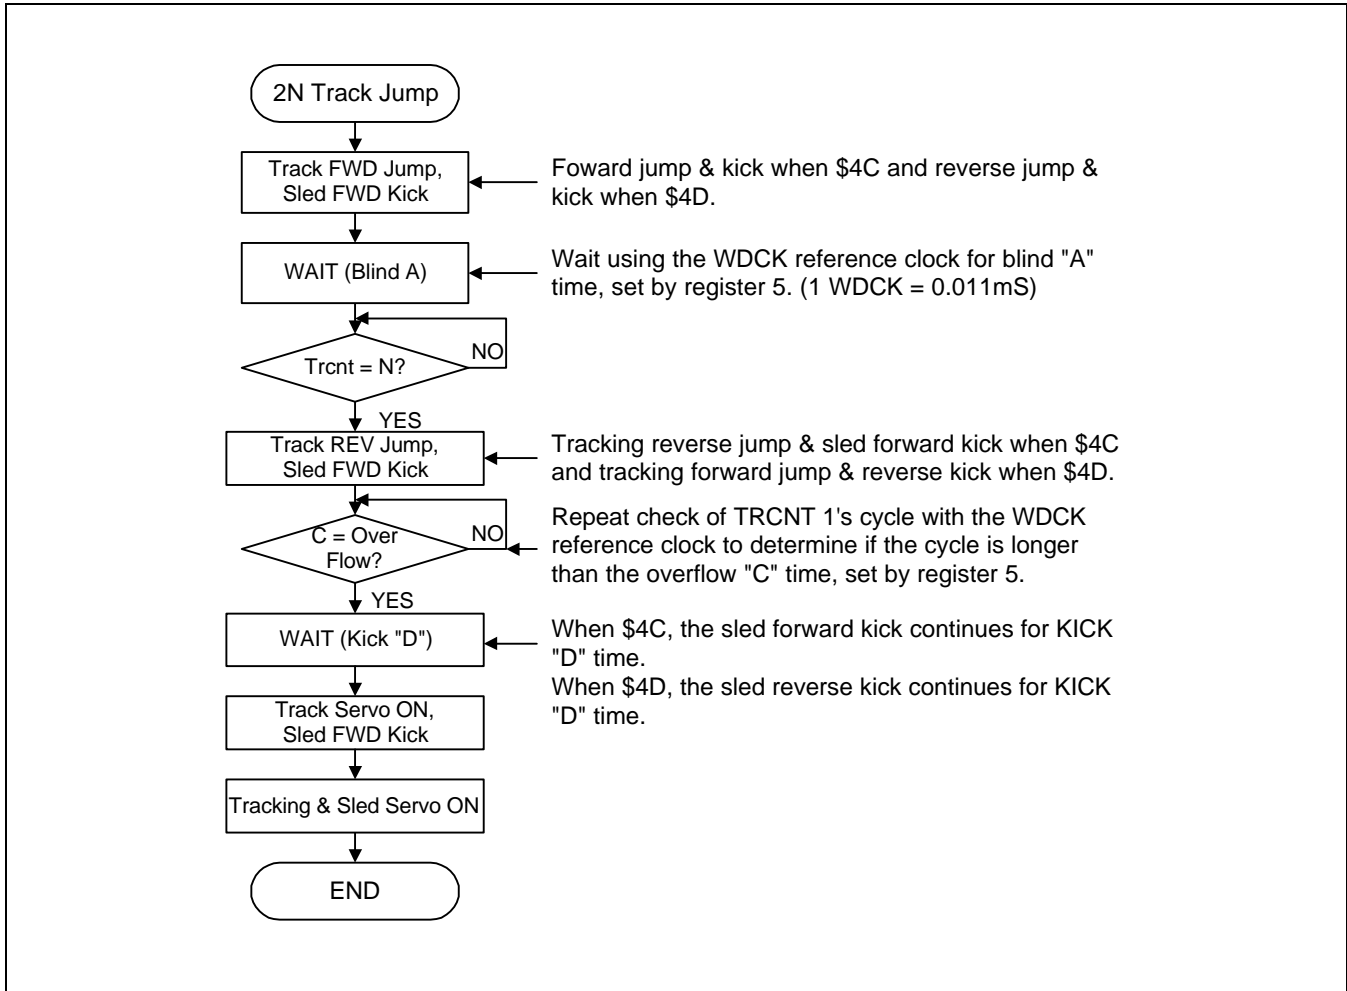 2N Track Jump
Track FWD Jump,
Sled FWD Kick
Foward jump & kick when $4C and reverse jump &
kick when $4D.
WAIT (Blind A)
Wait using the WDCK reference clock for blind "A"
time, set by register 5. (1 WDCK = 0.011mS)
Trcnt = N?
NO
YES
Track REV Jump,
Sled FWD Kick
Tracking reverse jump & sled forward kick when $4C
and tracking forward jump & reverse kick when $4D.
C = Over
Flow?
NO
Repeat check of TRCNT 1's cycle with the WDCK
reference clock to determine if the cycle is longer
than the overflow "C" time, set by register 5.
YES
WAIT (Kick "D")
When $4C, the sled forward kick continues for KICK
"D" time.
When $4D, the sled reverse kick continues for KICK
"D" time.
Track Servo ON,
Sled FWD Kick
Tracking & Sled Servo ON
END